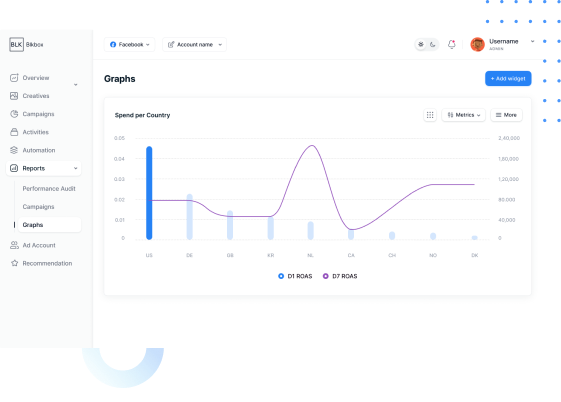 BLK Blkbox
Facebook
Account name
Username
ADMIN
Overview
Creatives
Campaigns
Activities
Automation
Reports
Performance Audit
Campaigns
Graphs
Ad Account
Recommendation
Graphs
+ Add widget
Spend per Country
Metrics
More
0.05
0.04
0.03
0.02
0.01
0
2,40,000
1,80,000
1,20,000
80,000
40,000
0
US DE GB KR NL CA CH NO DK
D1 ROAS D7 ROAS